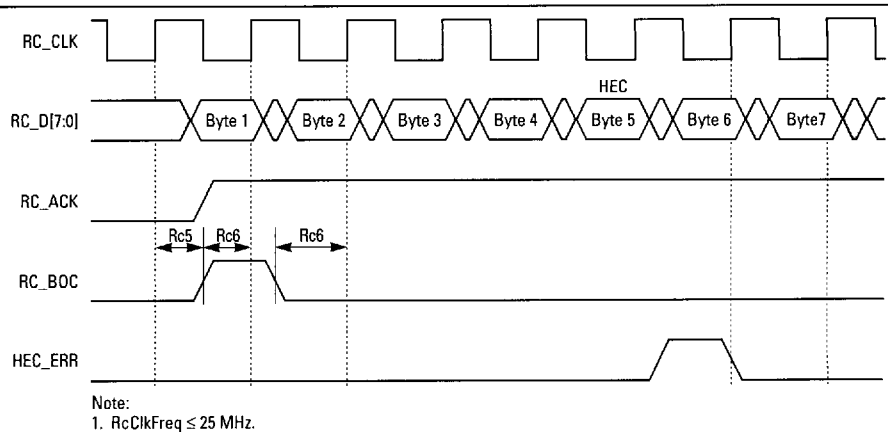 RC_CLK
HEC
RC_D[7:0]
Byte 1 Byte 2 Byte 3 Byte 4 Byte 5 Byte 6 Byte7
RC_ACK
Rc5 Rc6 Rc6
RC_BOC
HEC_ERR
Note:
1. RcClkFreq ≤ 25 MHz.